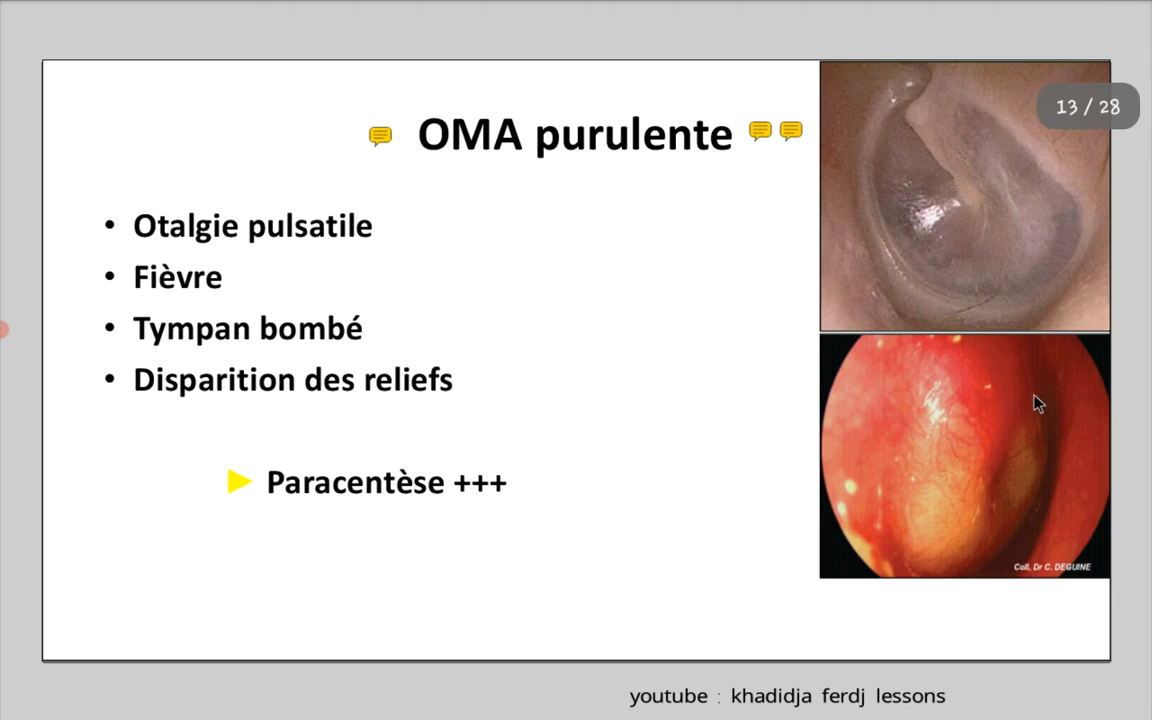 13 / 28
OMA purulente
• Otalgie pulsatile
• Fièvre
• Tympan bombé
• Disparition des reliefs
Paracentèse +++
Coll, Dr C. DEGUINE
youtube : khadidja ferdj lessons